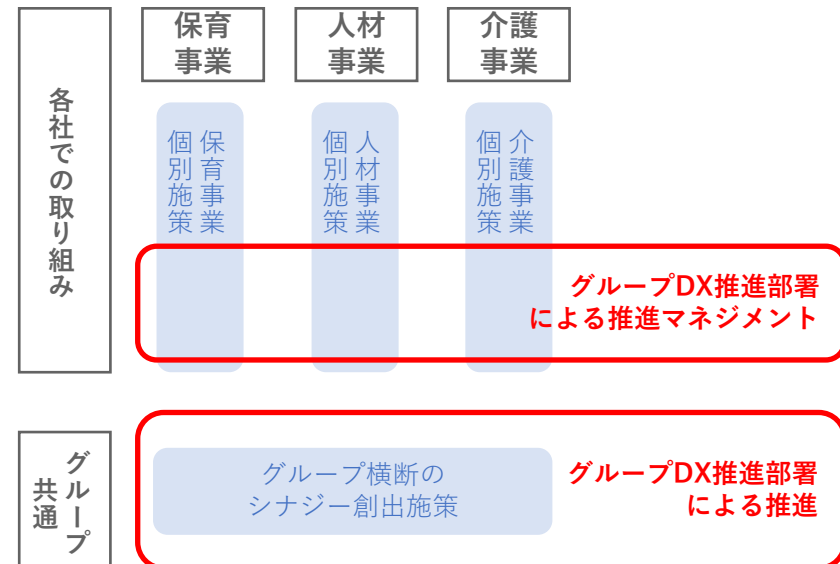 保育
事業
人材
事業
介護
事業
各社での取り組み
保育事業
個別施策
人材事業
個別施策
介護事業
個別施策
グループDX推進部署
による推進マネジメント
グループ
共通
グループ横断の
シナジー創出施策
グループDX推進部署
による推進